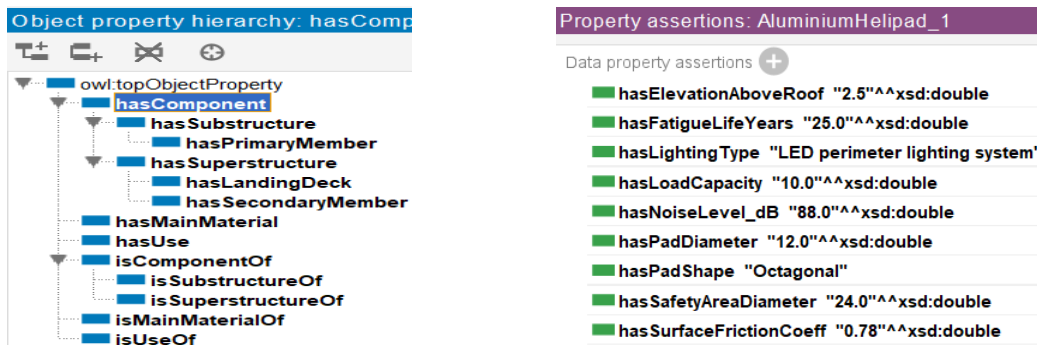 Object property hierarchy: hasComp
owl:topObjectProperty
hasComponent
hasSubstructure
hasPrimaryMember
hasSuperstructure
hasLandingDeck
hasSecondaryMember
hasMainMaterial
hasUse
isComponentOf
isSubstructureOf
isSuperstructureOf
isMainMaterialOf
isUseOf
Property assertions: AluminiumHelipad_1
Data property assertions
hasElevationAboveRoof "2.5"^^xsd:double
hasFatigueLifeYears "25.0"^^xsd:double
hasLightingType "LED perimeter lighting system"
hasLoadCapacity "10.0"^^xsd:double
hasNoiseLevel_dB "88.0"^^xsd:double
hasPadDiameter "12.0"^^xsd:double
hasPadShape "Octagonal"
hasSafetyAreaDiameter "24.0"^^xsd:double
hasSurfaceFrictionCoeff "0.78"^^xsd:double